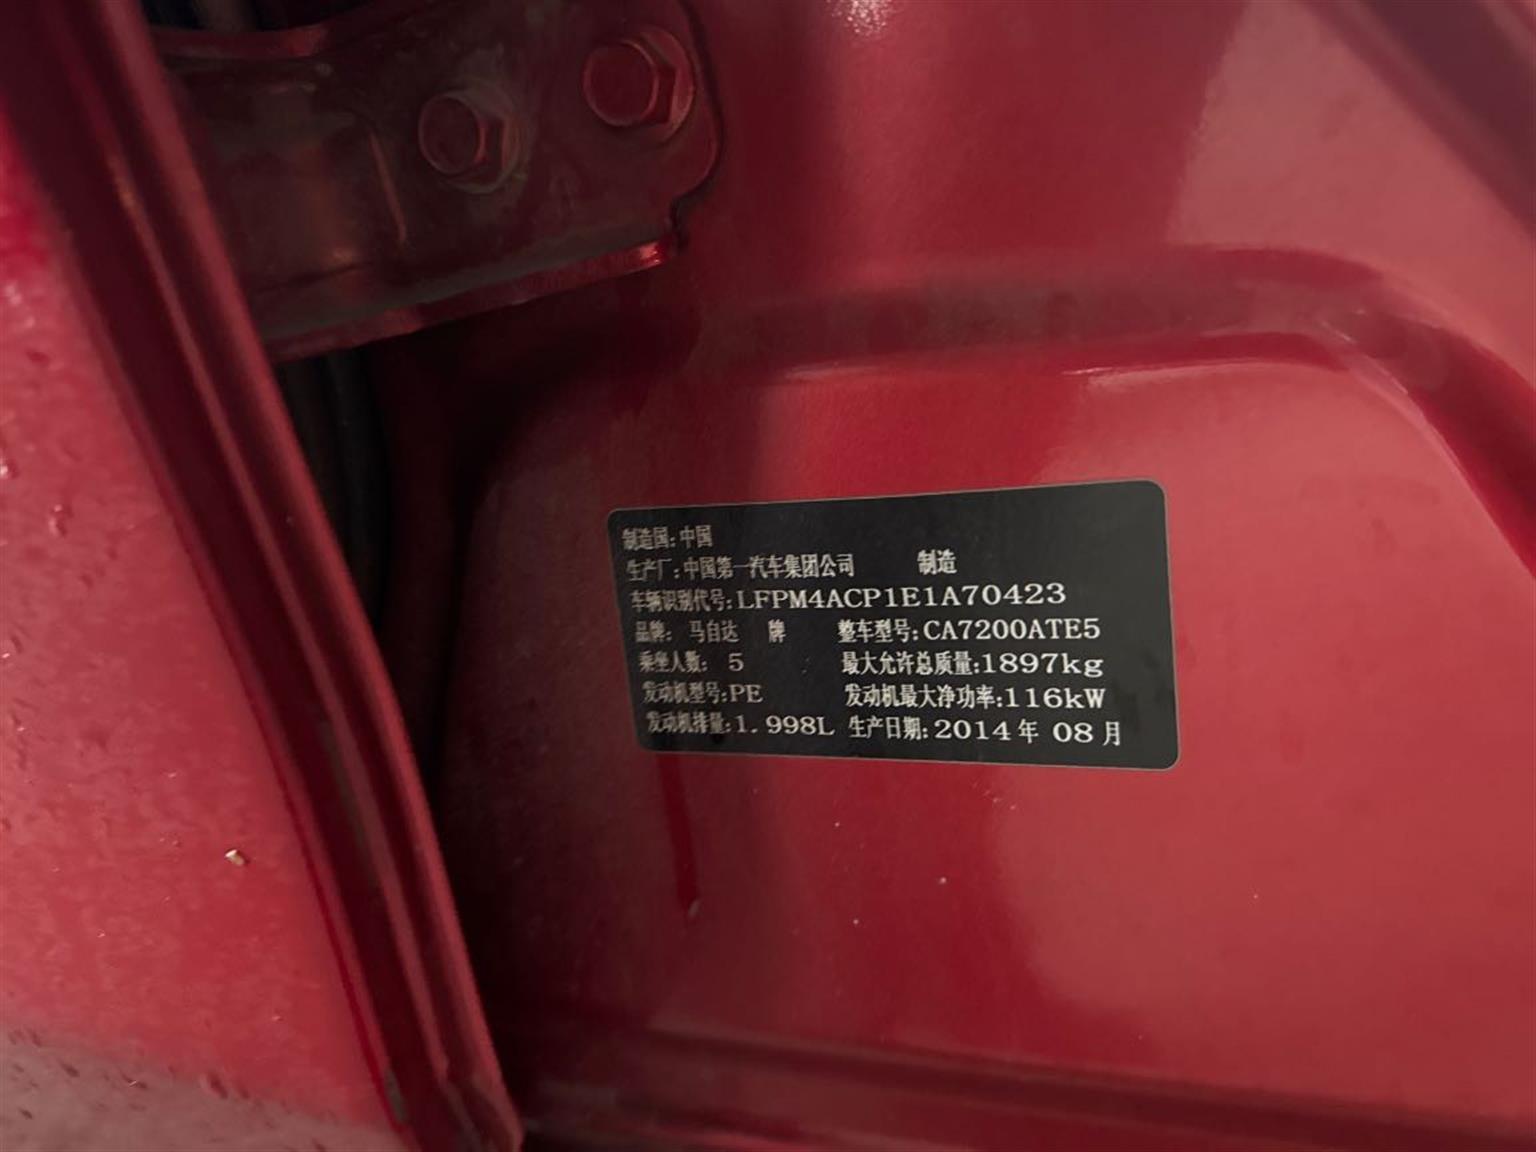 制造国:中国
生产厂:中国第一汽车集团公司 制造
车辆识别代号:LFPM4ACP1E1A70423
品牌: 马自达 牌 整车型号:CA7200ATE5
乘坐人数: 5 最大允许总质量:1897kg
发动机型号:PE 发动机最大净功率:116kW
发动机排量:1.998L 生产日期:2014年 08月